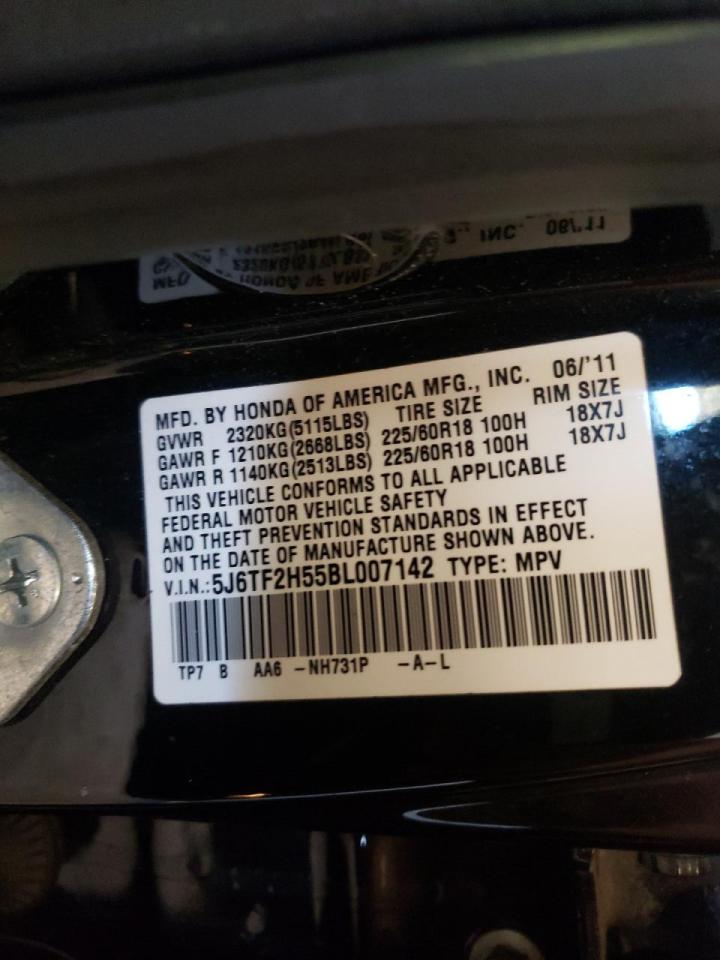 MFD. BY HONDA OF AMERICA MFG., INC. 06/'11
GVWR 2320KG(5115LBS) TIRE SIZE RIM SIZE
GAWR F 1210KG(2668LBS) 225/60R18 100H 18X7J
GAWR R 1140KG(2513LBS) 225/60R18 100H 18X7J
THIS VEHICLE CONFORMS TO ALL APPLICABLE
FEDERAL MOTOR VEHICLE SAFETY
AND THEFT PREVENTION STANDARDS IN EFFECT
ON THE DATE OF MANUFACTURE SHOWN ABOVE.
V.I.N.:5J6TF2H55BL007142 TYPE: MPV
TP7 B AA6 -NH731P -A-L